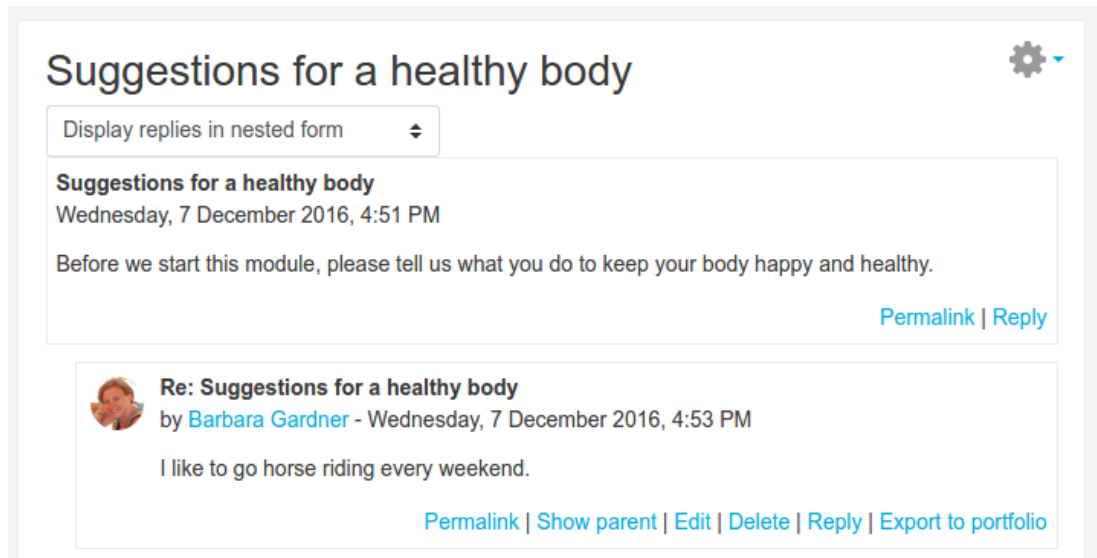 Suggestions for a healthy body
Display replies in nested form
Suggestions for a healthy body
Wednesday, 7 December 2016, 4:51 PM
Before we start this module, please tell us what you do to keep your body happy and healthy.
Permalink | Reply
Re: Suggestions for a healthy body
by Barbara Gardner - Wednesday, 7 December 2016, 4:53 PM
I like to go horse riding every weekend.
Permalink | Show parent | Edit | Delete | Reply | Export to portfolio